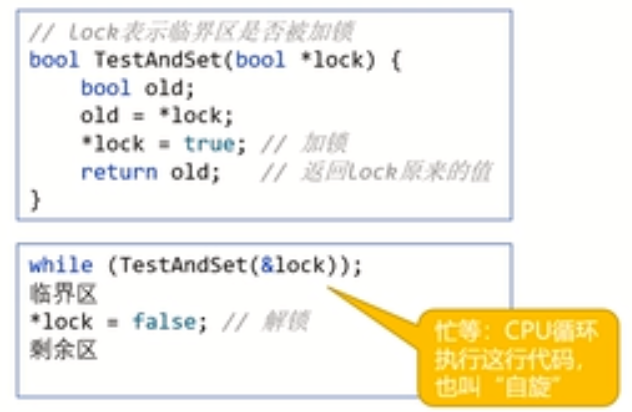 // Lock表示临界区是否被加锁
bool TestAndSet(bool *lock) {
    bool old;
    old = *lock;
    *lock = true; // 加锁
    return old;   // 返回Lock原来的值
}
while (TestAndSet(&lock));
临界区
*lock = false; // 解锁
剩余区
忙等：CPU循环
执行这行代码，
也叫“自旋”